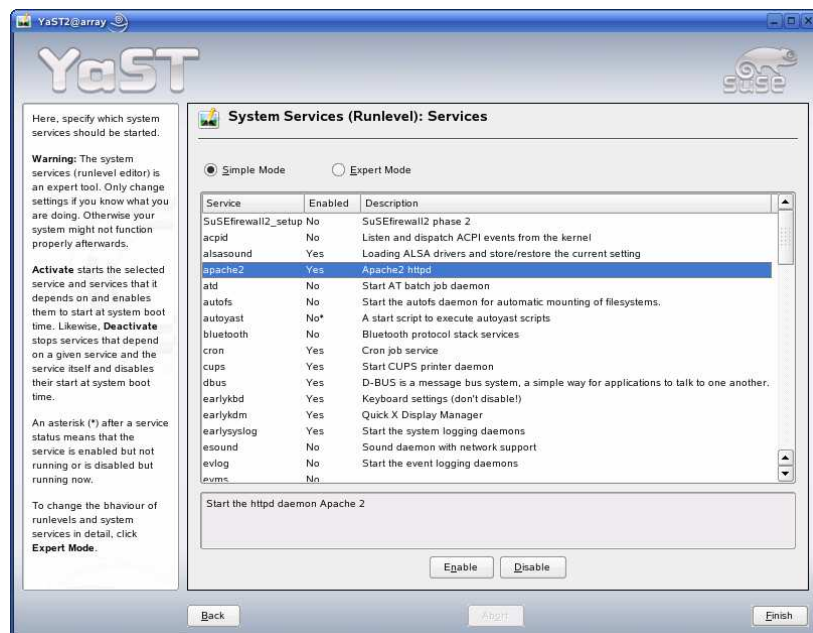 YaST2@array
YaST
SUSE
Here, specify which system
services should be started.
Warning: The system
services (runlevel editor) is
an expert tool. Only change
settings if you know what you
are doing. Otherwise your
system might not function
properly afterwards.
Activate starts the selected
service and services that it
depends on and enables
them to start at system boot
time. Likewise, Deactivate
stops services that depend
on a given service and the
service itself and disables
their start at system boot
time.
An asterisk (*) after a service
status means that the
service is enabled but not
running or is disabled but
running now.
To change the bhaviour of
runlevels and system
services in detail, click
Expert Mode.
System Services (Runlevel): Services
Simple Mode Expert Mode
Service Enabled Description
SuSEfirewall2_setup No SuSEfirewall2 phase 2
acpid No Listen and dispatch ACPI events from the kernel
alsasound Yes Loading ALSA drivers and store/restore the current setting
apache2 Yes Apache2 httpd
atd No Start AT batch job daemon
autofs No Start the autofs daemon for automatic mounting of filesystems.
autoyast No* A start script to execute autoyast scripts
bluetooth No Bluetooth protocol stack services
cron Yes Cron job service
cups Yes Start CUPS printer daemon
dbus Yes D-BUS is a message bus system, a simple way for applications to talk to one another.
earlykbd Yes Keyboard settings (don't disable!)
earlykdm Yes Quick X Display Manager
earlysyslog Yes Start the system logging daemons
esound No Sound daemon with network support
evlog No Start the event logging daemons
evms No
Start the httpd daemon Apache 2
Enable Disable
Back Abort Finish